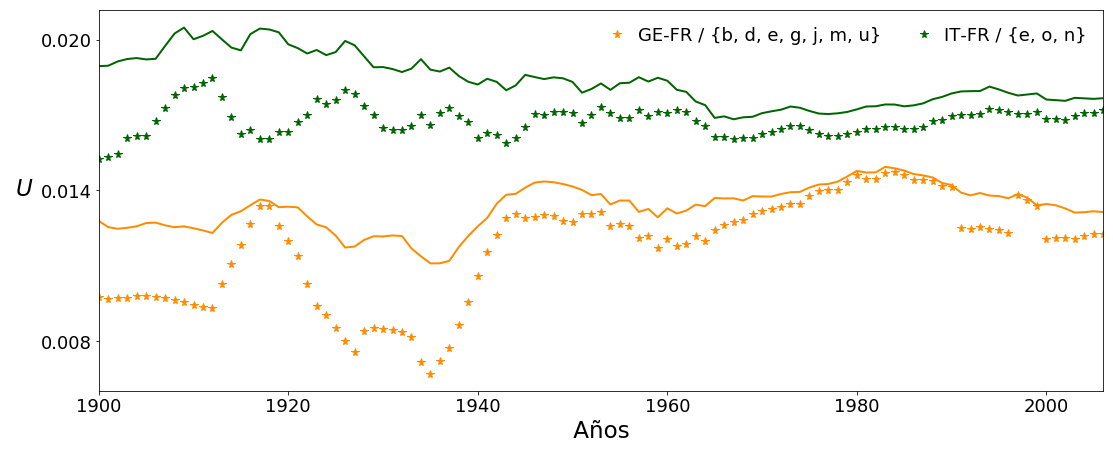 0.020
0.014
0.008
U
GE-FR / {b, d, e, g, j, m, u}
IT-FR / {e, o, n}
1900 1920 1940 1960 1980 2000
Años